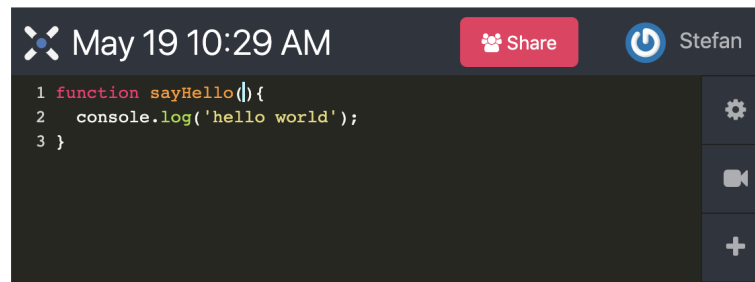 May 19 10:29 AM
Share
Stefan
1 function sayHello(){
2   console.log('hello world');
3 }